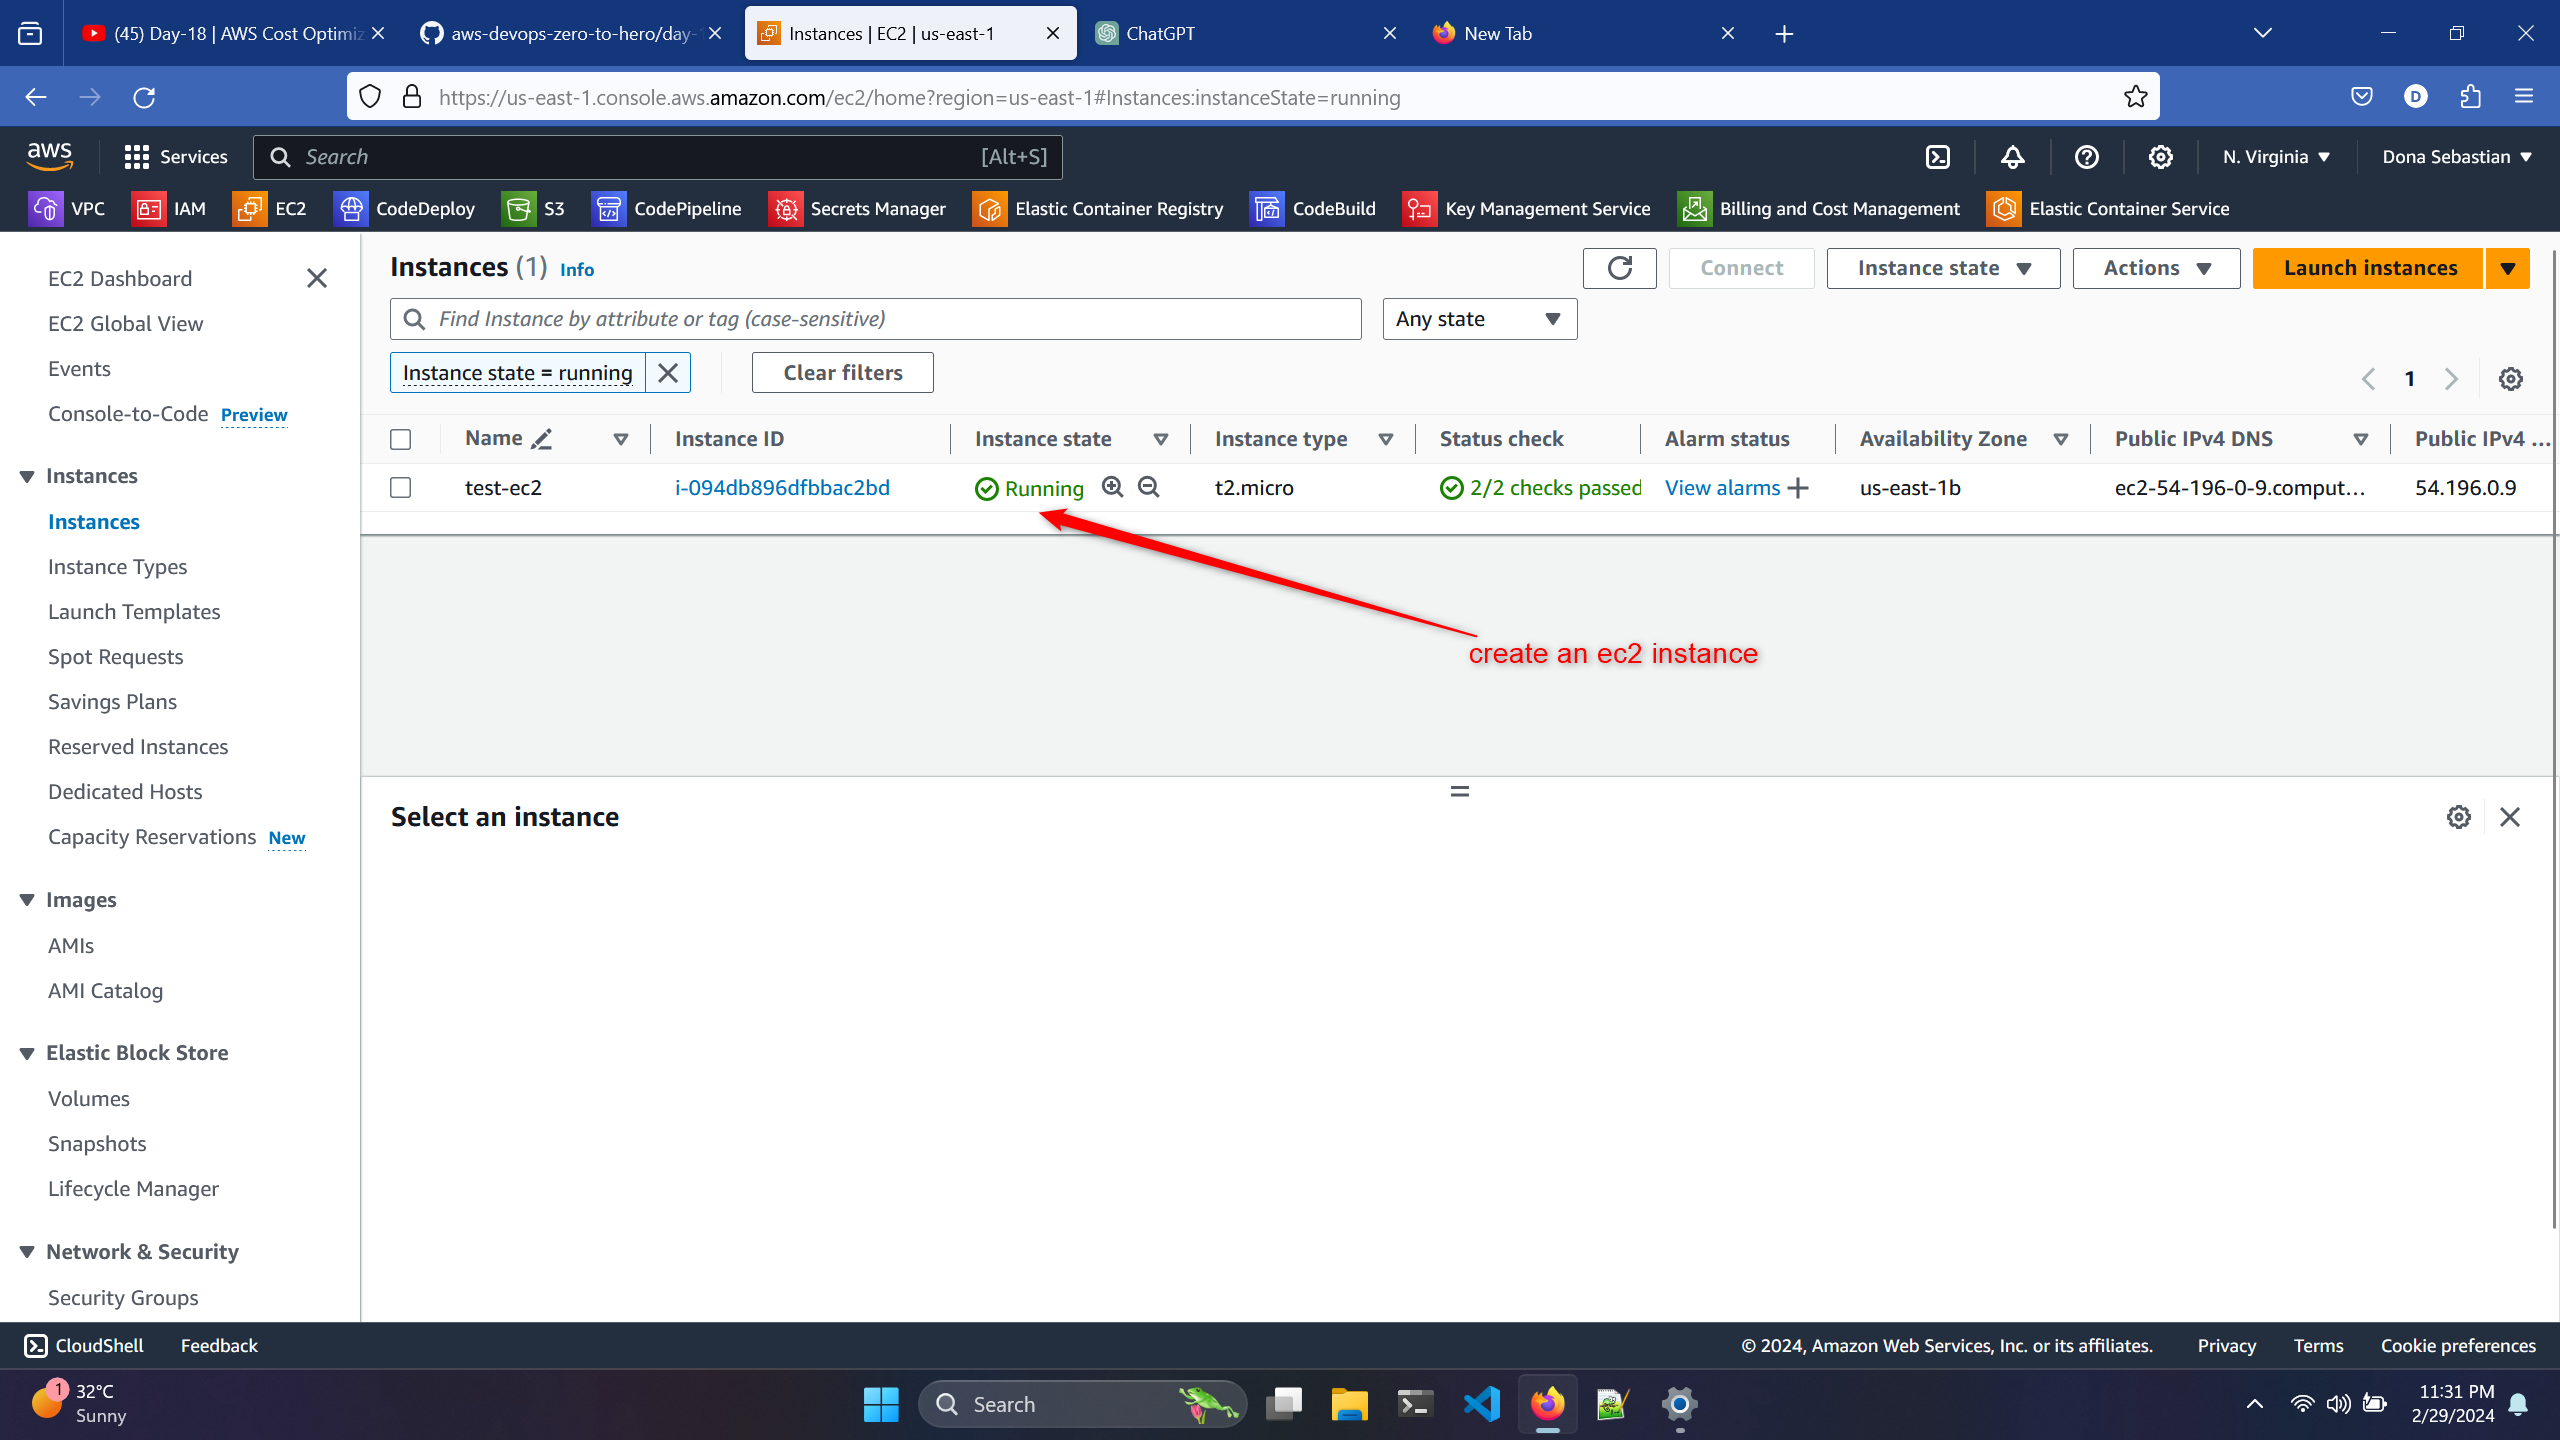 (45) Day-18 | AWS Cost Optimiz
aws-devops-zero-to-hero/day-
Instances | EC2 | us-east-1
ChatGPT
New Tab
https://us-east-1.console.aws.amazon.com/ec2/home?region=us-east-1#Instances:instanceState=running
D
aws
Services
Search
[Alt+S]
N. Virginia
Dona Sebastian
VPC
IAM
EC2
CodeDeploy
S3
CodePipeline
Secrets Manager
Elastic Container Registry
CodeBuild
Key Management Service
Billing and Cost Management
Elastic Container Service
EC2 Dashboard
EC2 Global View
Events
Console-to-Code Preview
Instances
Instances
Instance Types
Launch Templates
Spot Requests
Savings Plans
Reserved Instances
Dedicated Hosts
Capacity Reservations New
Images
AMIs
AMI Catalog
Elastic Block Store
Volumes
Snapshots
Lifecycle Manager
Network & Security
Security Groups
Instances (1) Info
Connect
Instance state
Actions
Launch instances
Find Instance by attribute or tag (case-sensitive)
Any state
Instance state = running
Clear filters
1
Name
Instance ID
Instance state
Instance type
Status check
Alarm status
Availability Zone
Public IPv4 DNS
Public IPv4 ...
test-ec2
i-094db896dfbbac2bd
Running
t2.micro
2/2 checks passed
View alarms
us-east-1b
ec2-54-196-0-9.comput...
54.196.0.9
create an ec2 instance
Select an instance
CloudShell
Feedback
© 2024, Amazon Web Services, Inc. or its affiliates.
Privacy
Terms
Cookie preferences
1
32°C
Sunny
Search
11:31 PM
2/29/2024